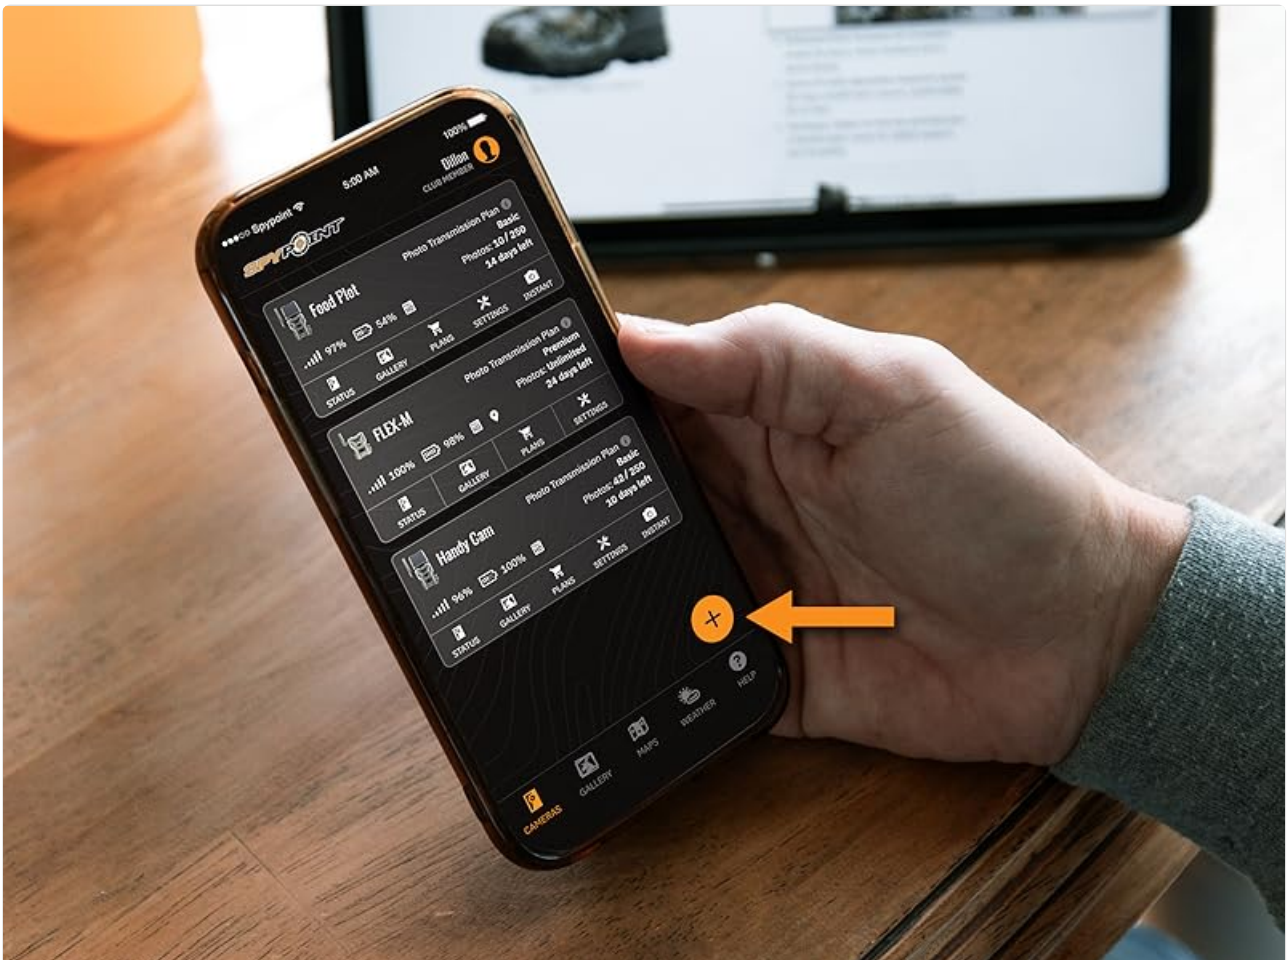 ●●●○○ Spypoint
5:00 AM
100%
SPYPOINT
Dillon
CLUB MEMBER
Food Plot
Photo Transmission Plan
Basic
Photos: 10 / 250
14 days left
97%
54%
STATUS
GALLERY
PLANS
SETTINGS
INSTANT
FLEX-M
Photo Transmission Plan
Premium
Photos: Unlimited
24 days left
100%
98%
STATUS
GALLERY
PLANS
SETTINGS
Handy Cam
Photo Transmission Plan
Basic
Photos: 42 / 250
10 days left
96%
100%
STATUS
GALLERY
PLANS
SETTINGS
INSTANT
+
CAMERAS
GALLERY
MAPS
WEATHER
? HELP